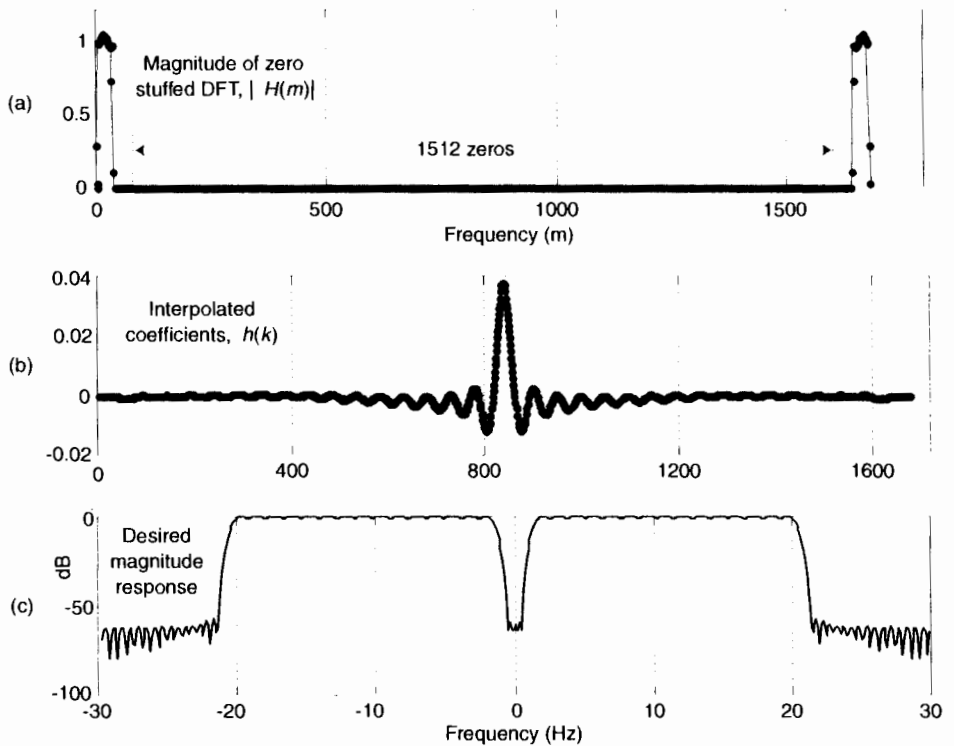 (a)
1
0.5
0
Magnitude of zero
stuffed DFT, | H(m)|
1512 zeros
0
500
1000
1500
Frequency (m)
(b)
0.04
0.02
0
-0.02
Interpolated
coefficients, h(k)
0
400
800
1200
1600
(c)
dB
0
-50
-100
Desired
magnitude
response
-30
-20
-10
0
10
20
30
Frequency (Hz)